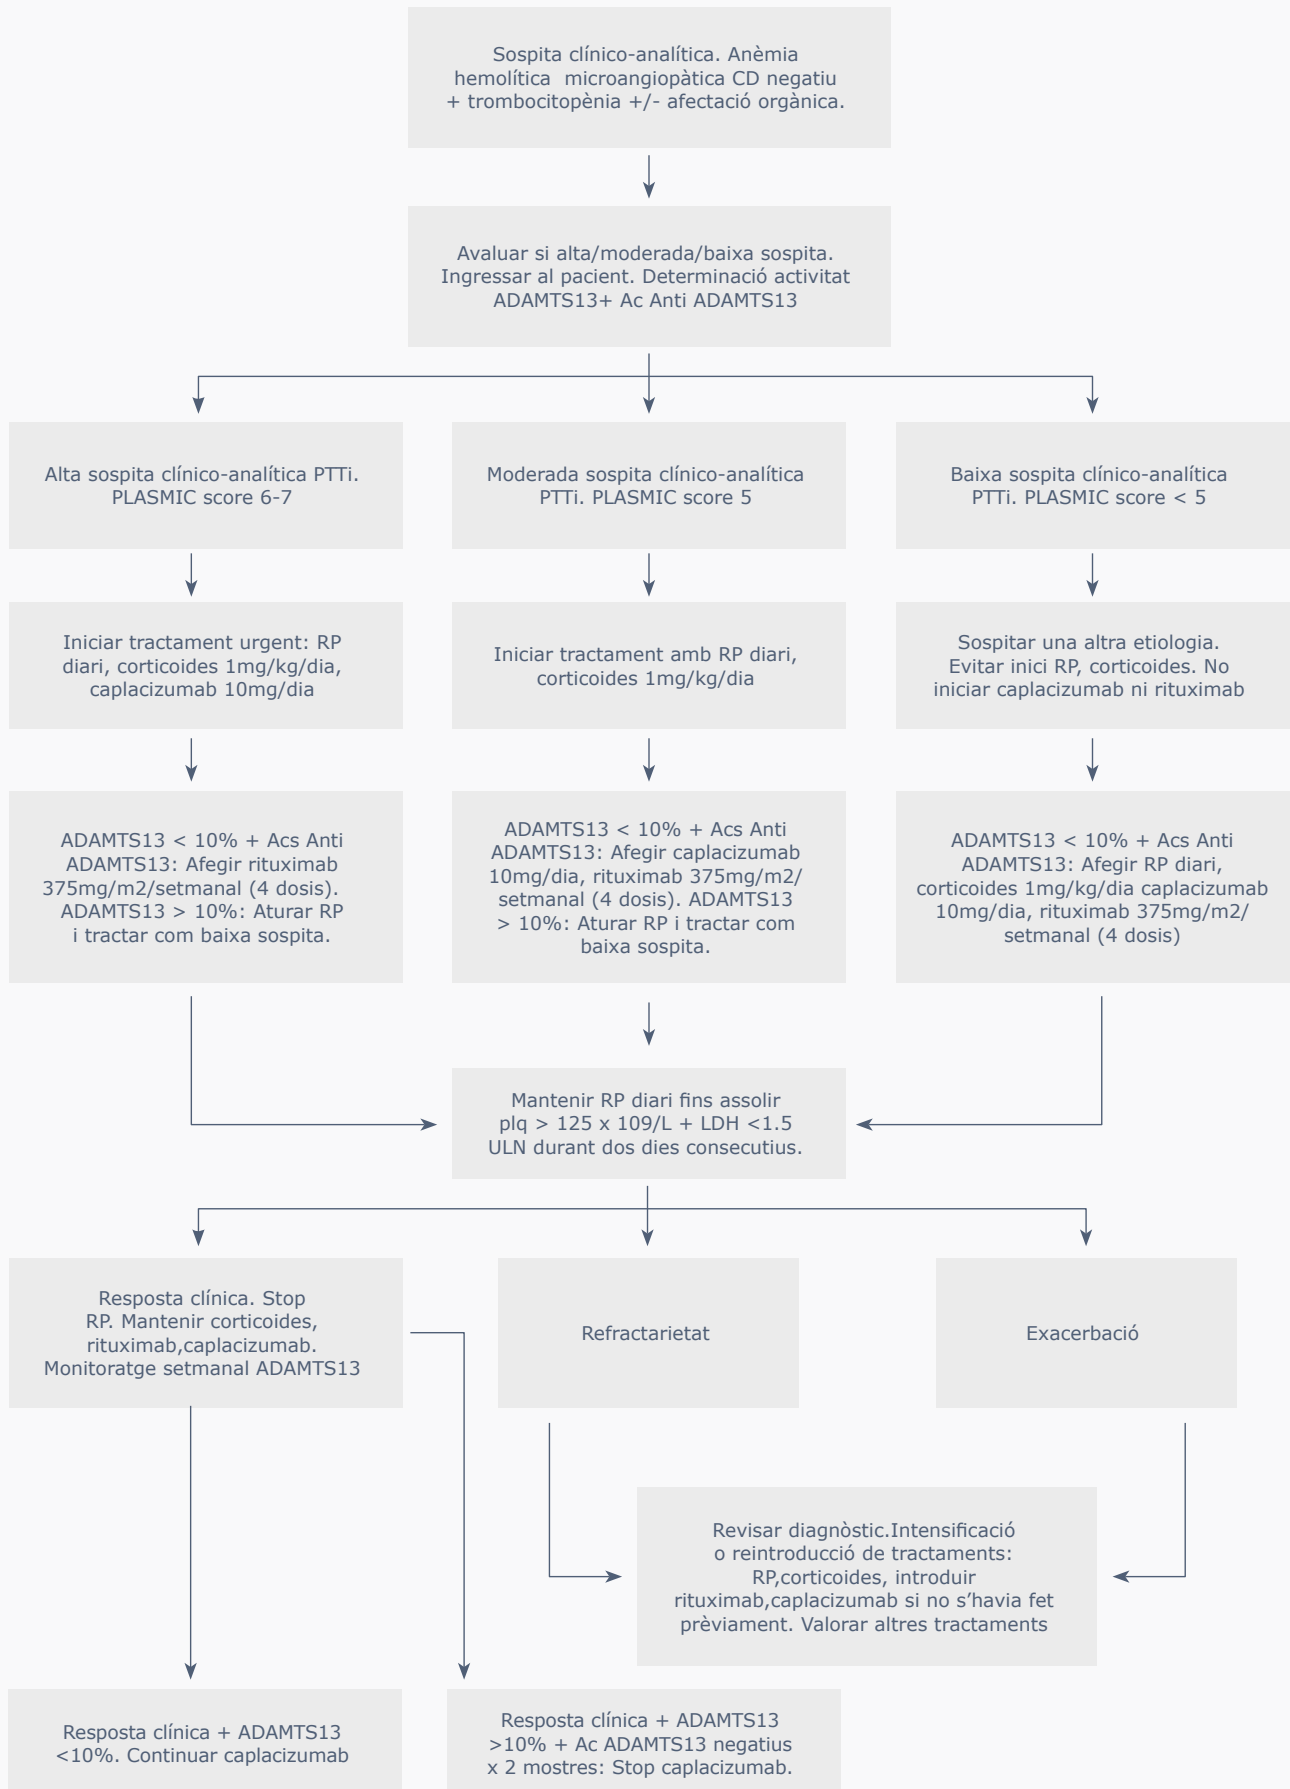 Sospita clínico-analítica. Anèmia
hemolítica  microangiopàtica CD negatiu
+ trombocitopènia +/- afectació orgànica.
Avaluar si alta/moderada/baixa sospita.
Ingressar al pacient. Determinació activitat
ADAMTS13+ Ac Anti ADAMTS13
Alta sospita clínico-analítica PTTi.
PLASMIC score 6-7
Moderada sospita clínico-analítica
PTTi. PLASMIC score 5
Baixa sospita clínico-analítica
PTTi. PLASMIC score < 5
Iniciar tractament urgent: RP
diari, corticoides 1mg/kg/dia,
caplacizumab 10mg/dia
Iniciar tractament amb RP diari,
corticoides 1mg/kg/dia
Sospitar una altra etiologia.
Evitar inici RP, corticoides. No
iniciar caplacizumab ni rituximab
ADAMTS13 < 10% + Acs Anti
ADAMTS13: Afegir rituximab
375mg/m2/setmanal (4 dosis).
ADAMTS13 > 10%: Aturar RP
i tractar com baixa sospita.
ADAMTS13 < 10% + Acs Anti
ADAMTS13: Afegir caplacizumab
10mg/dia, rituximab 375mg/m2/
setmanal (4 dosis). ADAMTS13
> 10%: Aturar RP i tractar com
baixa sospita.
ADAMTS13 < 10% + Acs Anti
ADAMTS13: Afegir RP diari,
corticoides 1mg/kg/dia caplacizumab
10mg/dia, rituximab 375mg/m2/
setmanal (4 dosis)
Mantenir RP diari fins assolir
plq > 125 x 109/L + LDH <1.5
ULN durant dos dies consecutius.
Resposta clínica. Stop
RP. Mantenir corticoides,
rituximab,caplacizumab.
Monitoratge setmanal ADAMTS13
Refractarietat
Exacerbació
Revisar diagnòstic.Intensificació
o reintroducció de tractaments:
RP,corticoides, introduir
rituximab,caplacizumab si no s'havia fet
prèviament. Valorar altres tractaments
Resposta clínica + ADAMTS13
<10%. Continuar caplacizumab
Resposta clínica + ADAMTS13
>10% + Ac ADAMTS13 negatius
x 2 mostres: Stop caplacizumab.